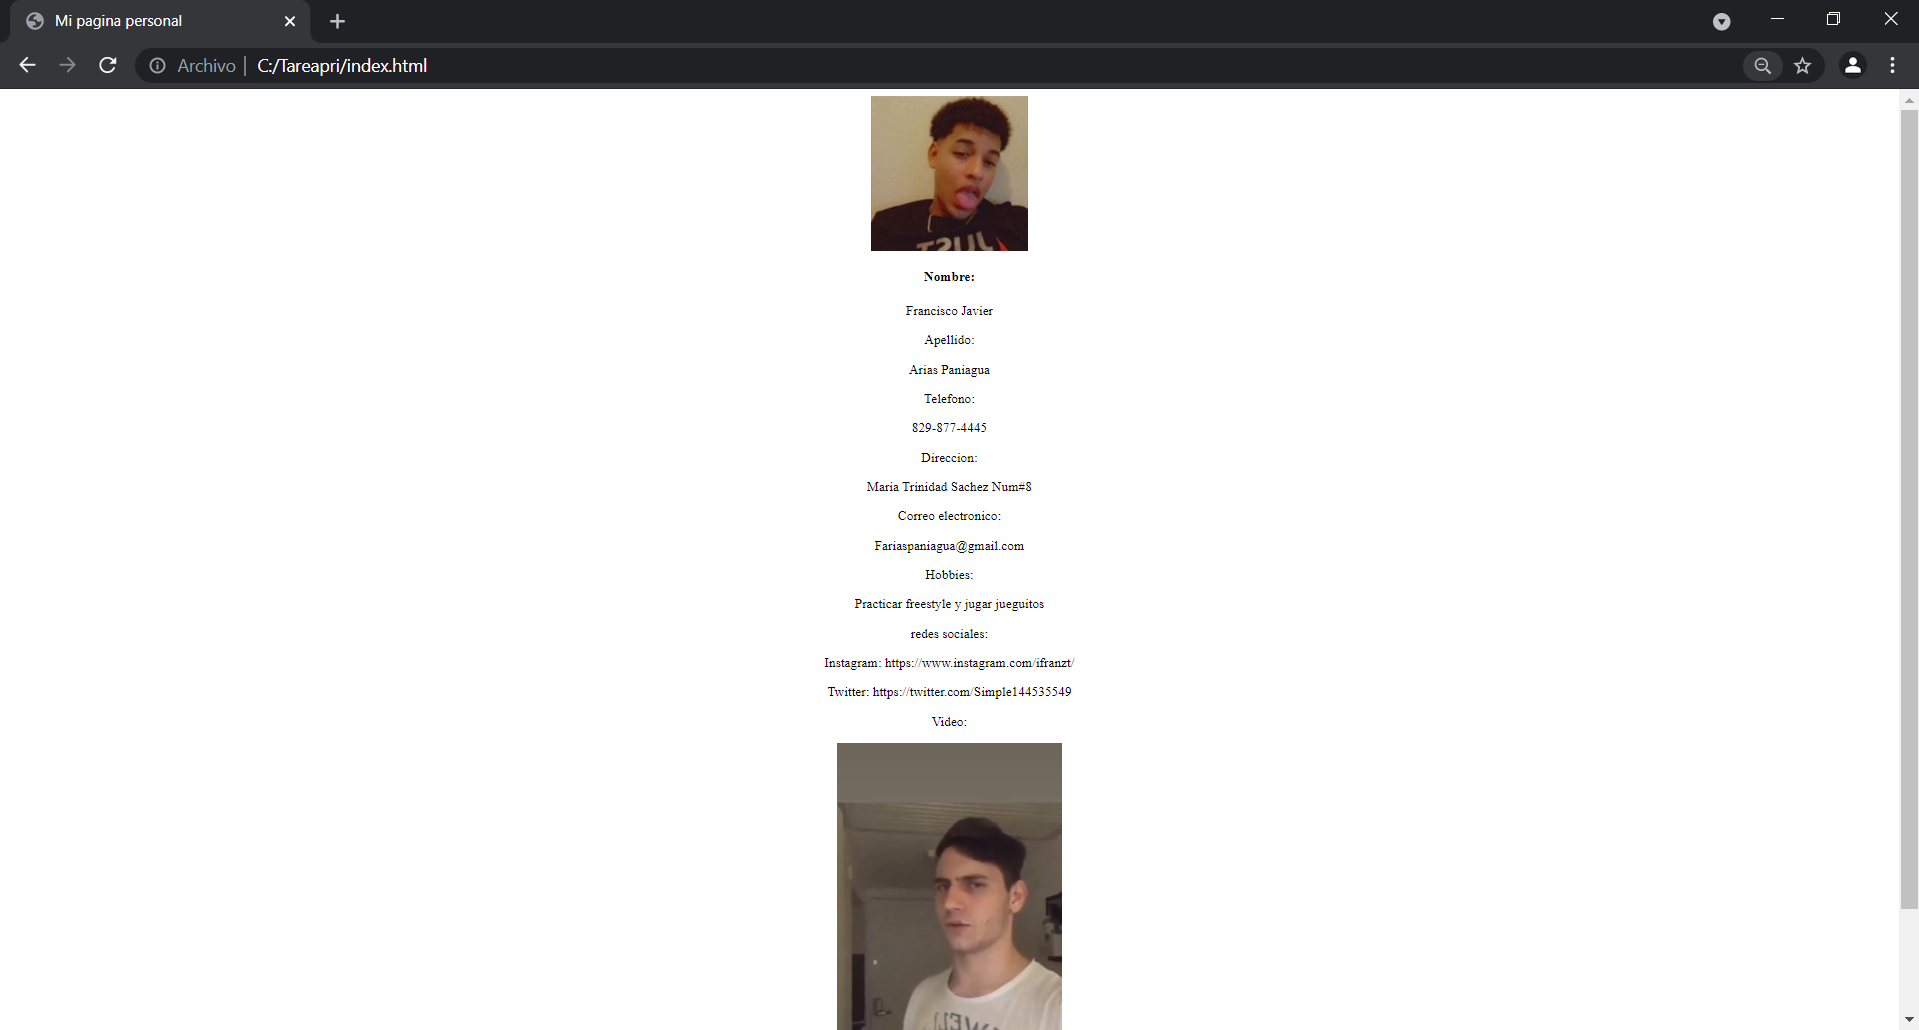 Mi pagina personal
Archivo | C:/Tareapri/index.html
TSUL
Nombre:
Francisco Javier
Apellido:
Arias Paniagua
Telefono:
829-877-4445
Direccion:
Maria Trinidad Sachez Num#8
Correo electronico:
Fariaspaniagua@gmail.com
Hobbies:
Practicar freestyle y jugar jueguitos
redes sociales:
Instagram: https://www.instagram.com/ifranzt/
Twitter: https://twitter.com/Simple144535549
Video: